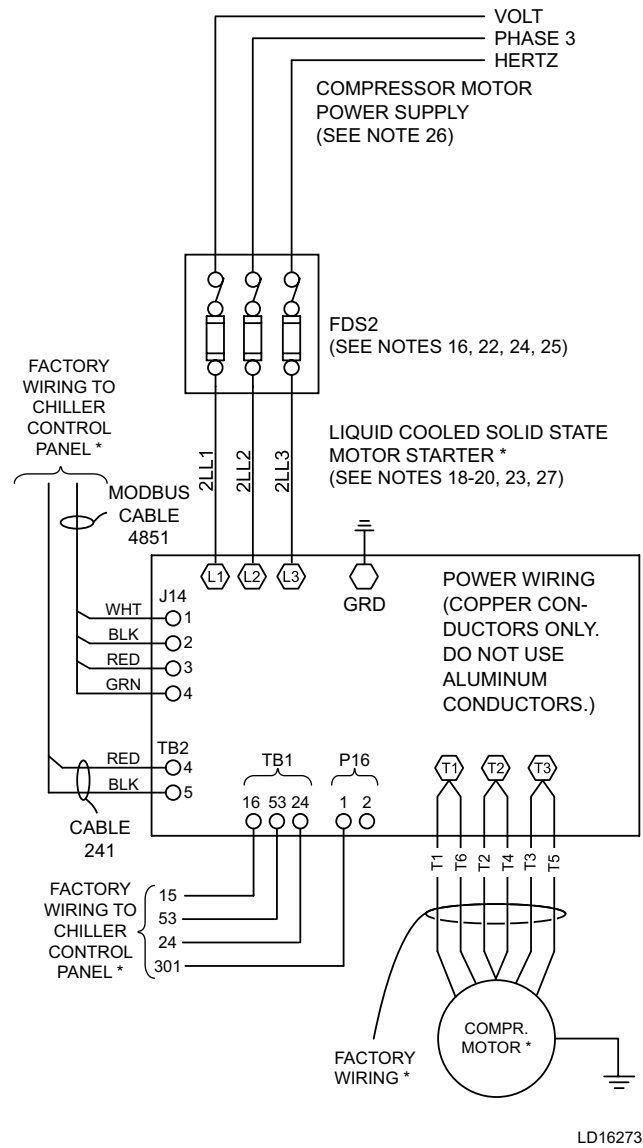 VOLT
PHASE 3
HERTZ
COMPRESSOR MOTOR
POWER SUPPLY
(SEE NOTE 26)
FDS2
(SEE NOTES 16, 22, 24, 25)
FACTORY
WIRING TO
CHILLER
CONTROL
PANEL *
LIQUID COOLED SOLID STATE
MOTOR STARTER *
(SEE NOTES 18-20, 23, 27)
2LL1
2LL2
2LL3
MODBUS
CABLE
4851
L1
L2
L3
GRD
POWER WIRING
(COPPER CON-
DUCTORS ONLY.
DO NOT USE
ALUMINUM
CONDUCTORS.)
J14
WHT 1
BLK 2
RED 3
GRN 4
TB2
RED 4
BLK 5
CABLE
241
TB1
16 53 24
P16
1 2
T1
T2
T3
T1
T6
T2
T4
T3
T5
FACTORY
WIRING TO
CHILLER
CONTROL
PANEL *
15
53
24
301
FACTORY
WIRING *
COMPR.
MOTOR *
LD16273